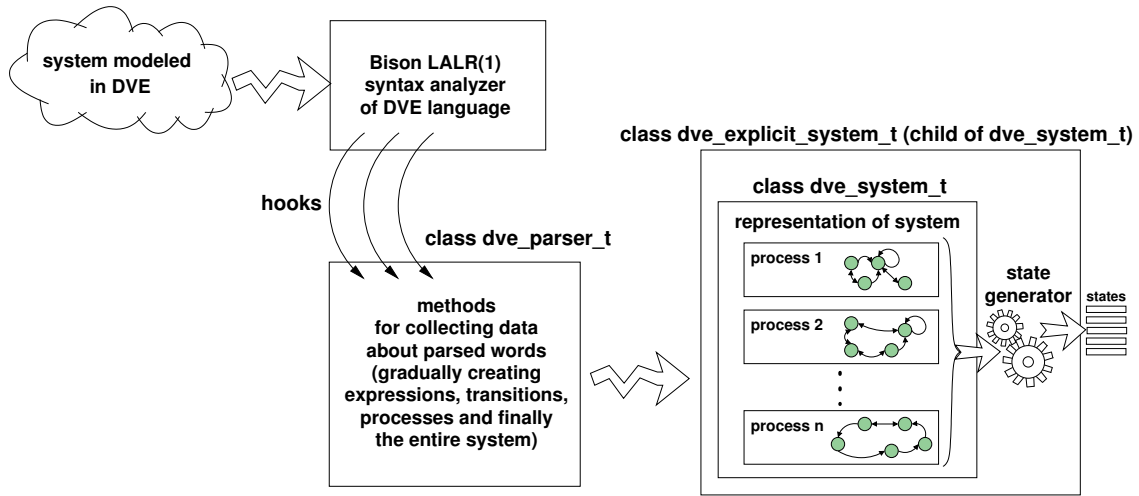 system modeled
in DVE
Bison LALR(1)
syntax analyzer
of DVE language
hooks
class dve_parser_t
methods
for collecting data
about parsed words
(gradually creating
expressions, transitions,
processes and finally
the entire system)
class dve_explicit_system_t (child of dve_system_t)
class dve_system_t
representation of system
process 1
process 2
process n
state
generator
states